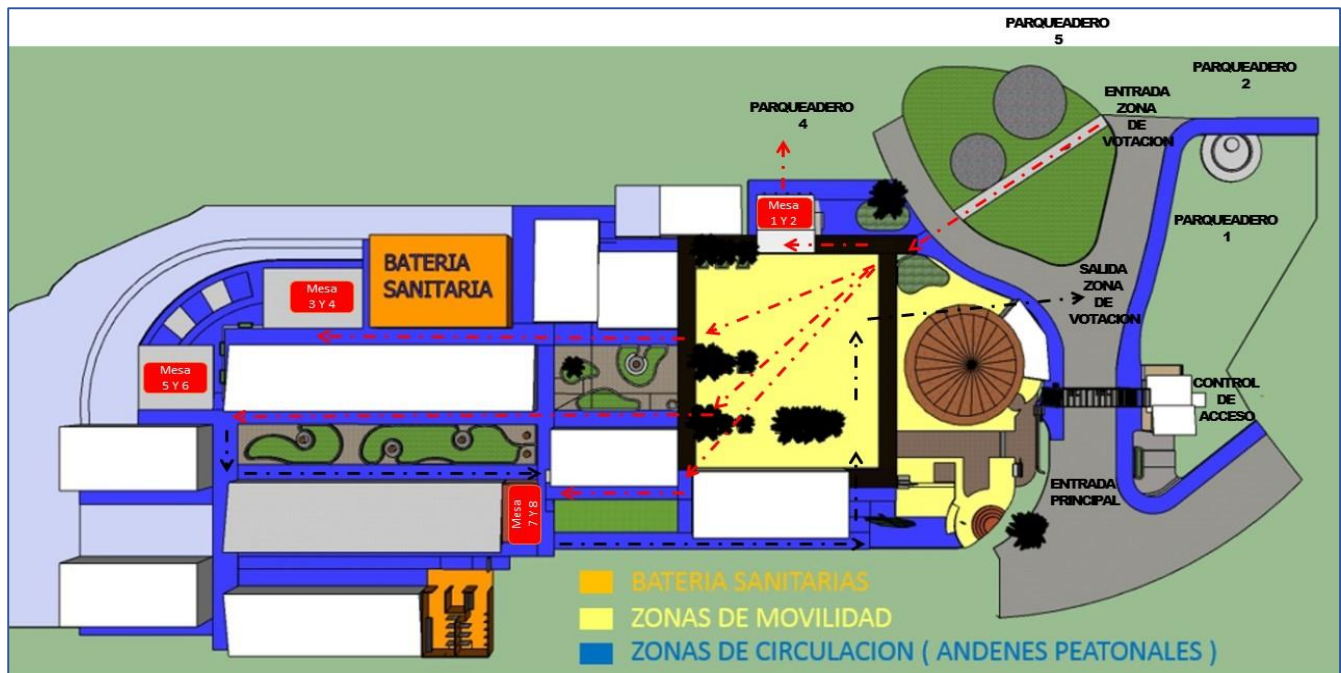 PARQUEADERO
5
PARQUEADERO
2
ENTRADA
ZONA
DE
VOTACION
PARQUEADERO
4
Mesa
1 Y 2
PARQUEADERO
1
BATERIA
SANITARIA
Mesa
3 Y 4
SALIDA
ZONA
DE
VOTACION
Mesa
5 Y 6
CONTROL
DE
ACCESO
ENTRADA
PRINCIPAL
Mesa
7 Y 8
BATERIA SANITARIAS
ZONAS DE MOVILIDAD
ZONAS DE CIRCULACION ( ANDENES PEATONALES )